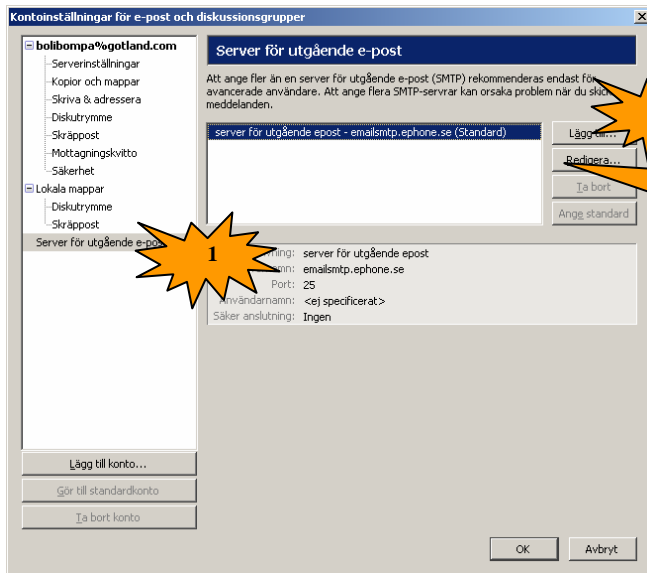 Kontoinställningar för e-post och diskussionsgrupper
bolibompa%gotland.com
Serverinställningar
Kopior och mappar
Skriva & adressera
Diskutrymme
Skräppost
Mottagningskvitto
Säkerhet
Lokala mappar
Diskutrymme
Skräppost
Server för utgående
1
Lägg till konto...
Gör till standardkonto
Ta bort konto
Server för utgående e-post
Att ange fler än en server för utgående e-post (SMTP) rekommenderas endast för
avancerade användare. Att ange flera SMTP-servrar kan orsaka problem när du
meddelanden.
server för utgående epost - emailsmtp.ephone.se (Standard)
Lägg
Redigera...
Ta bort
Ange standard
server för utgående epost
emailsmtp.ephone.se
Port: 25
Användarnamn: <ej specificerat>
Säker anslutning: Ingen
OK
Avbryt